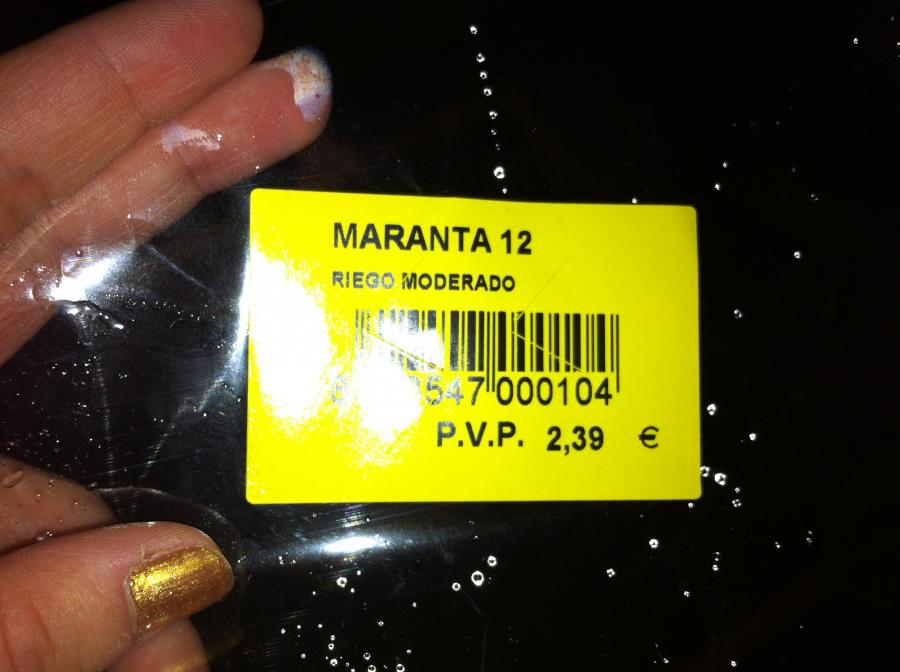 MARANTA 12
RIEGO MODERADO
547 000104
P.V.P. 2,39 €